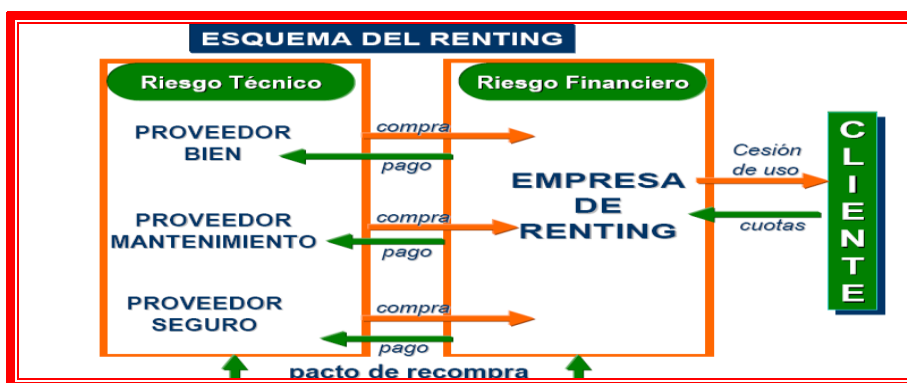 ESQUEMA DEL RENTING
Riesgo Técnico
Riesgo Financiero
PROVEEDOR
BIEN
compra
pago
PROVEEDOR
MANTENIMIENTO
compra
pago
PROVEEDOR
SEGURO
compra
pago
EMPRESA
DE
RENTING
Cesión
de uso
cuotas
CLIENTE
pacto de recompra